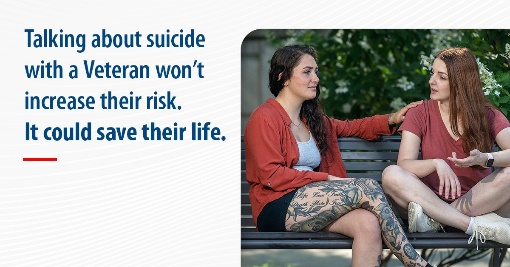 Talking about suicide
with a Veteran won't
increase their risk.
It could save their life.